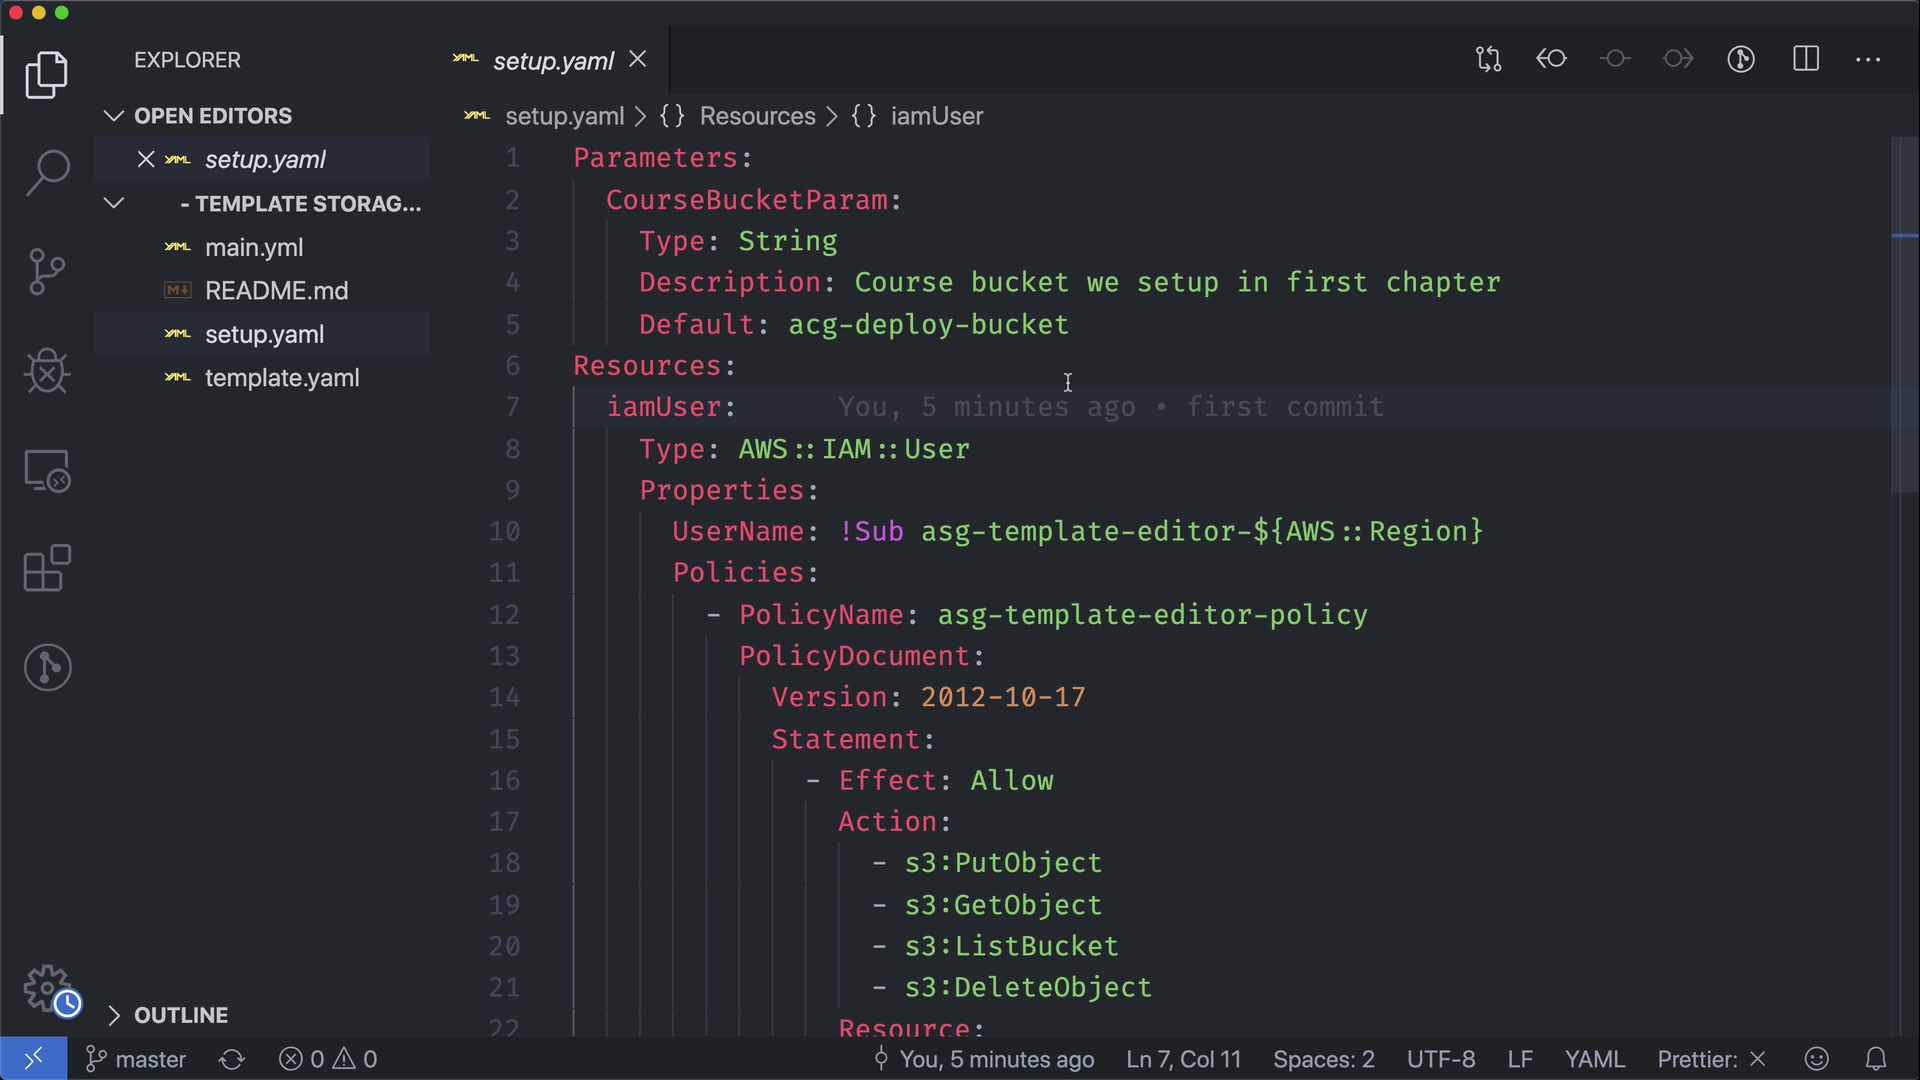 EXPLORER
OPEN EDITORS
setup.yaml
- TEMPLATE STORAG...
main.yml
README.md
setup.yaml
template.yaml
OUTLINE
setup.yaml
setup.yaml > {} Resources > {} iamUser
1 Parameters:
2 CourseBucketParam:
3 Type: String
4 Description: Course bucket we setup in first chapter
5 Default: acg-deploy-bucket
6 Resources:
7 iamUser: You, 5 minutes ago • first commit
8 Type: AWS::IAM::User
9 Properties:
10 UserName: !Sub asg-template-editor-${AWS::Region}
11 Policies:
12 - PolicyName: asg-template-editor-policy
13 PolicyDocument:
14 Version: 2012-10-17
15 Statement:
16 - Effect: Allow
17 Action:
18 - s3:PutObject
19 - s3:GetObject
20 - s3:ListBucket
21 - s3:DeleteObject
22 Resource:
master 0 0 You, 5 minutes ago Ln 7, Col 11 Spaces: 2 UTF-8 LF YAML Prettier: ×